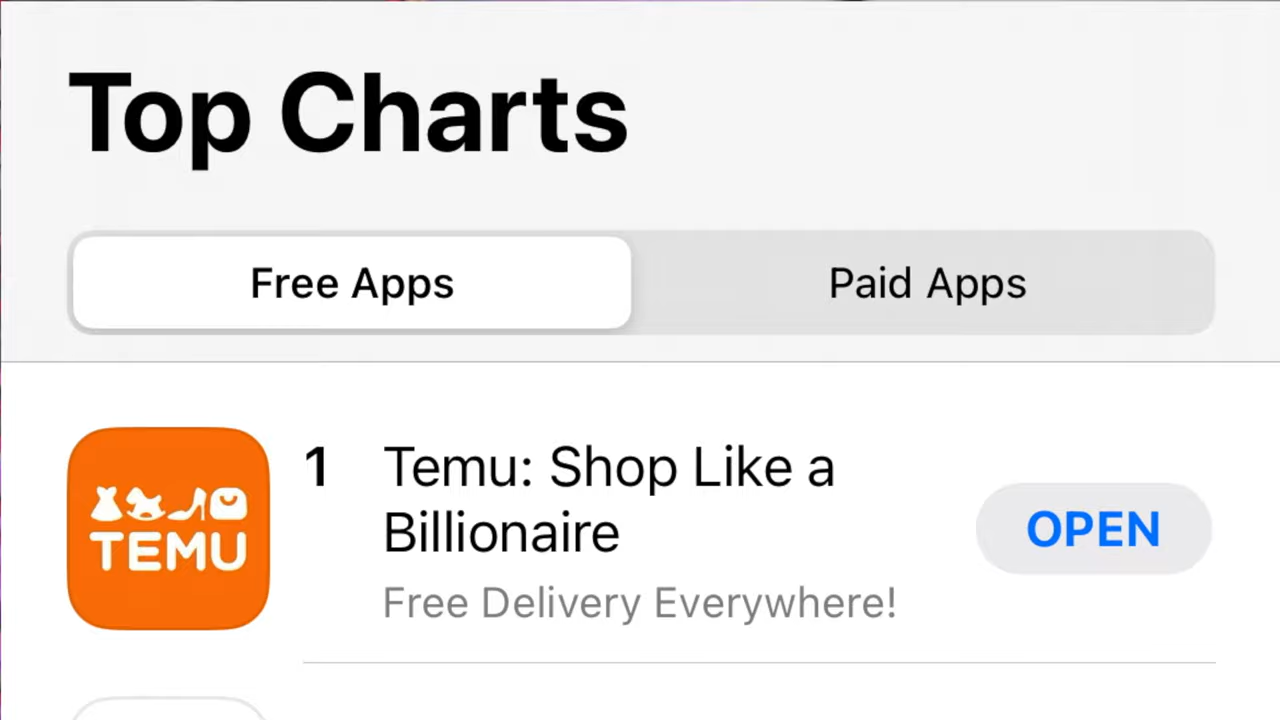 Top Charts
Free Apps
Paid Apps
TEMU
1
Temu: Shop Like a
Billionaire
Free Delivery Everywhere!
OPEN